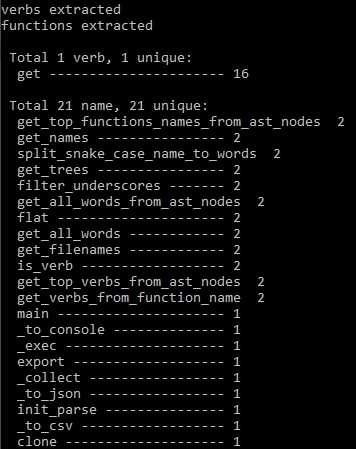 verbs extracted
functions extracted
Total 1 verb, 1 unique:
get ---------------------- 16
Total 21 name, 21 unique:
get_top_functions_names_from_ast_nodes  2
get_names ---------------- 2
split_snake_case_name_to_words  2
get_trees ---------------- 2
filter_underscores ------- 2
get_all_words_from_ast_nodes  2
flat --------------------- 2
get_all_words ------------ 2
get_filenames ------------ 2
is_verb ------------------ 2
get_top_verbs_from_ast_nodes  2
get_verbs_from_function_name  2
main --------------------- 1
_to_console -------------- 1
_exec -------------------- 1
export ------------------- 1
_collect ----------------- 1
_to_json ----------------- 1
init_parse --------------- 1
_to_csv ------------------ 1
clone -------------------- 1